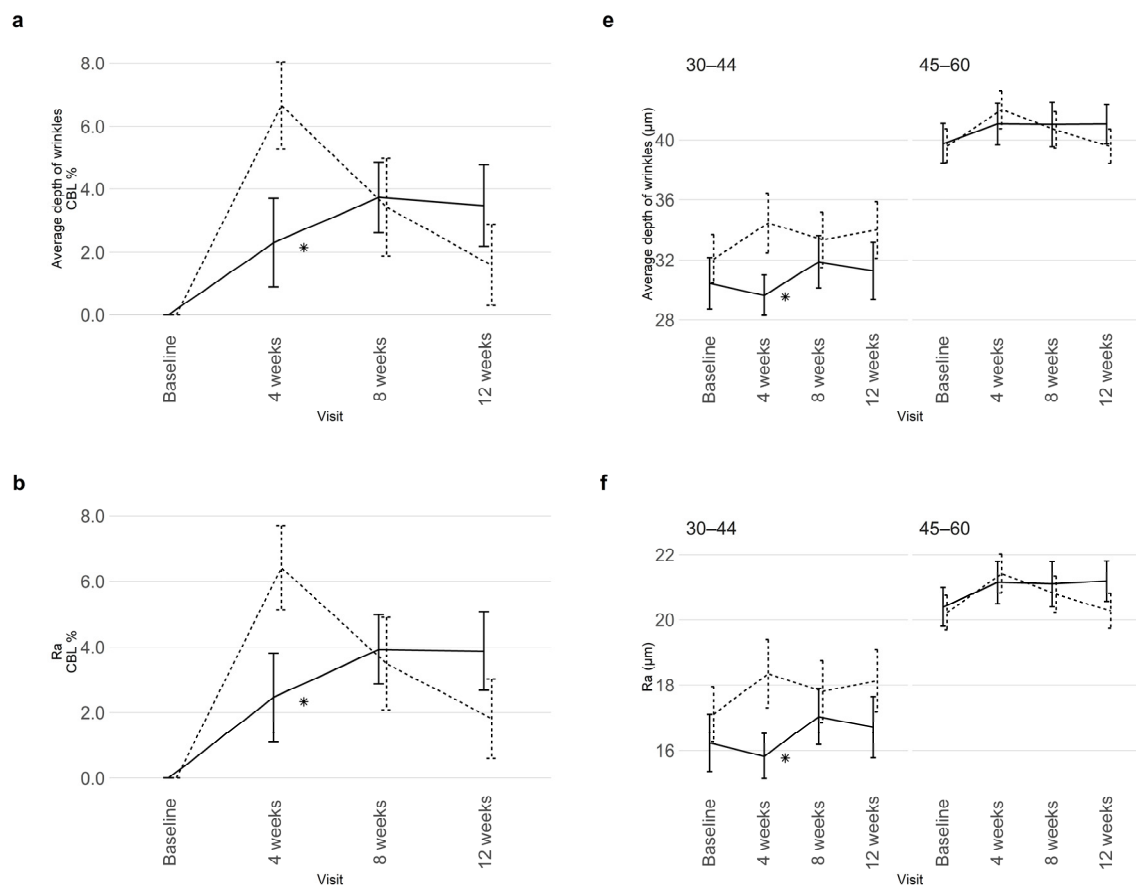 a
8.0
6.0
4.0
2.0
0.0
Average depth of wrinkles
CBL %
*
Baseline
4 weeks
8 weeks
12 weeks
Visit
e
30–44
45–60
40
36
32
28
Average depth of wrinkles (µm)
*
Baseline
4 weeks
8 weeks
12 weeks
Baseline
4 weeks
8 weeks
12 weeks
Visit
b
8.0
6.0
4.0
2.0
0.0
Ra
CBL %
*
Baseline
4 weeks
8 weeks
12 weeks
Visit
f
30–44
45–60
22
20
18
16
Ra (µm)
*
Baseline
4 weeks
8 weeks
12 weeks
Baseline
4 weeks
8 weeks
12 weeks
Visit